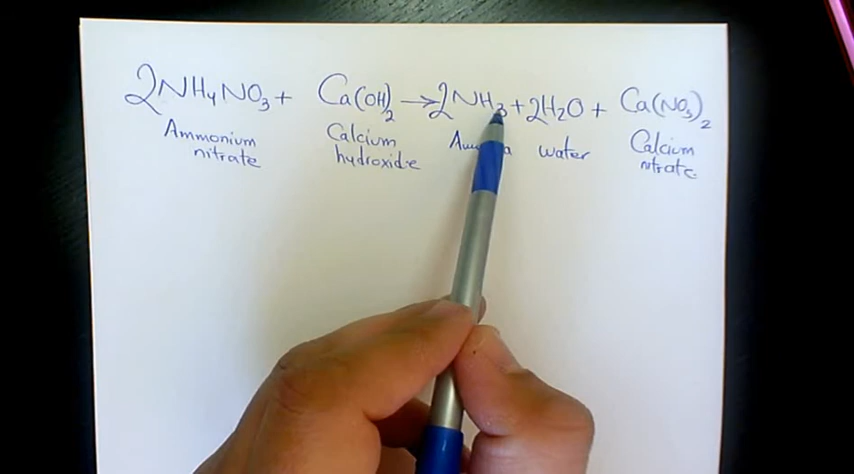 2NH₄NO₃ + Ca(OH)₂ → 2NH₃ + 2H₂O + Ca(NO₃)₂
Ammonium Calcium water Calcium
nitrate hydroxide nitrate